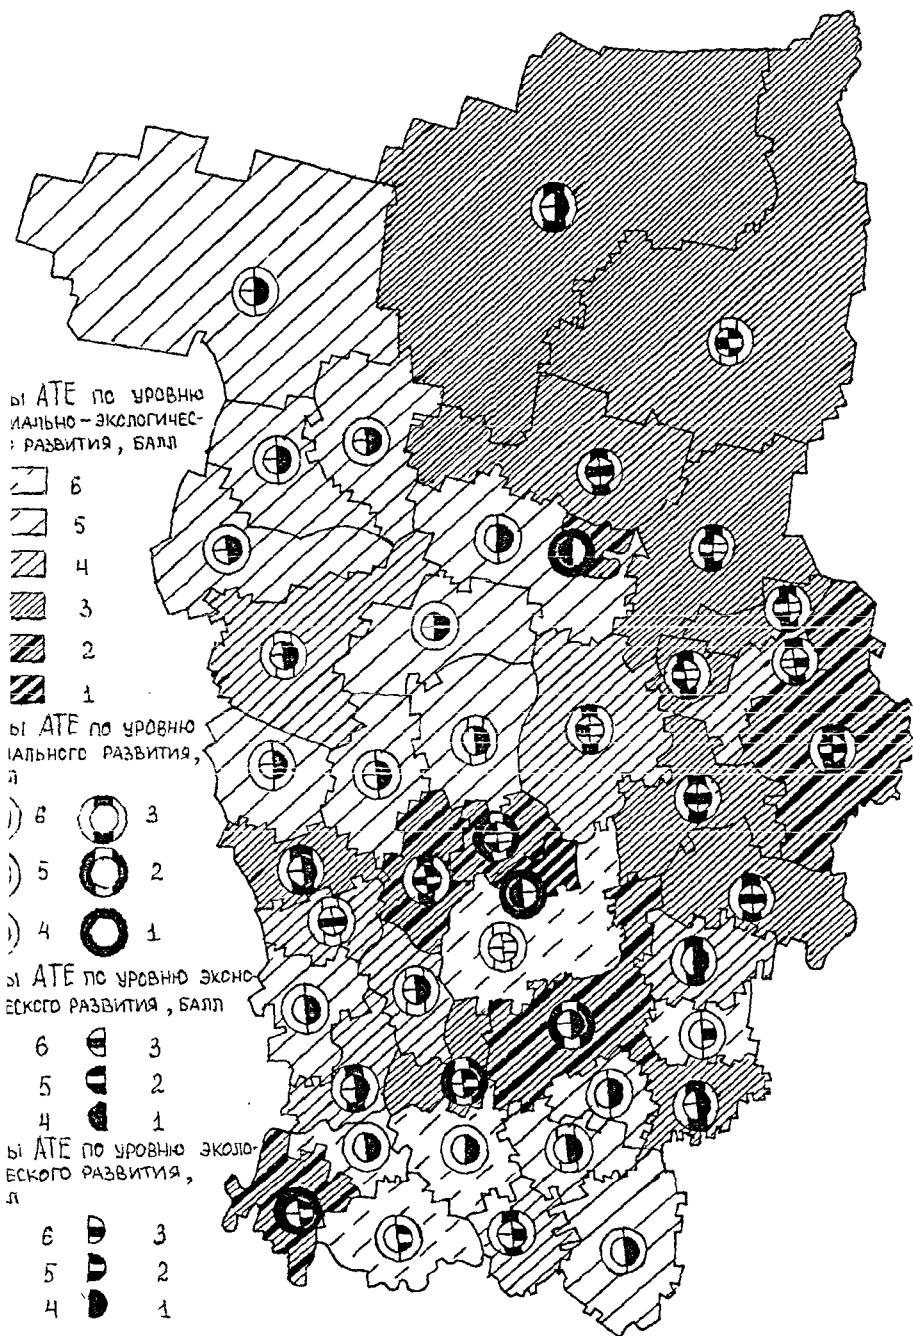 ы АТЕ по уровню
иально-экологичес-
развития, балл
6
5
4
3
2
1
ы АТЕ по уровню
иального развития,
л
6 3
5 2
4 1
ы АТЕ по уровню эконо-
еского развития, балл
6 3
5 2
4 1
ы АТЕ по уровню эколо-
еского развития,
л
6 3
5 2
4 1